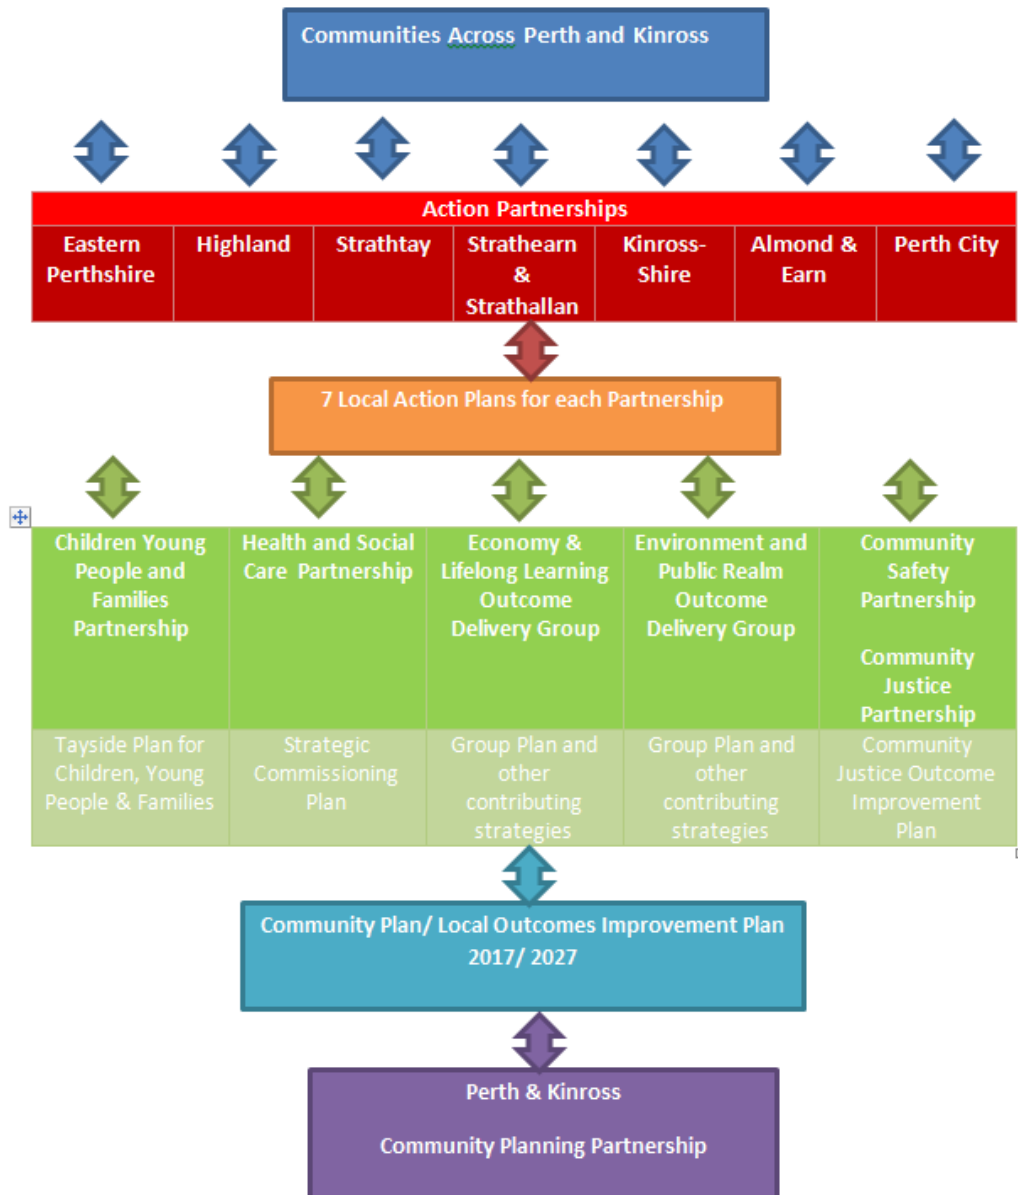 Communities Across Perth and Kinross
Action Partnerships
Eastern
Perthshire
Highland
Strathtay
Strathearn
&
Strathallan
Kinross-
Shire
Almond &
Earn
Perth City
7 Local Action Plans for each Partnership
Children Young
People and
Families
Partnership
Health and Social
Care Partnership
Economy &
Lifelong Learning
Outcome
Delivery Group
Environment and
Public Realm
Outcome
Delivery Group
Community
Safety
Partnership
Community
Justice
Partnership
Tayside Plan for
Children, Young
People & Families
Strategic
Commissioning
Plan
Group Plan and
other
contributing
strategies
Group Plan and
other
contributing
strategies
Community
Justice Outcome
Improvement
Plan
Community Plan/ Local Outcomes Improvement Plan
2017/ 2027
Perth & Kinross
Community Planning Partnership